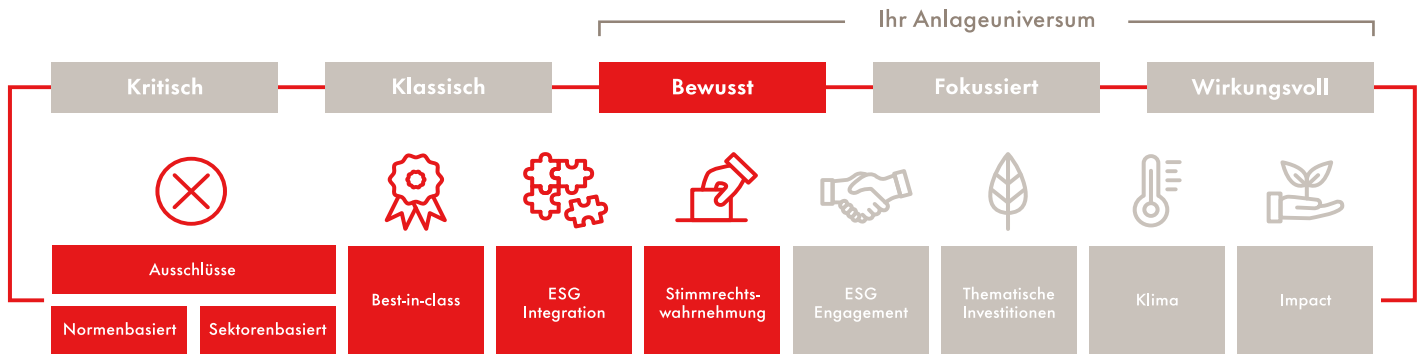 Ihr Anlageuniversum
Kritisch
Klassisch
Bewusst
Fokussiert
Wirkungsvoll
Ausschlüsse
Normenbasiert
Sektorenbasiert
Best-in-class
ESG
Integration
Stimmrechts-
wahrnehmung
ESG
Engagement
Thematische
Investitionen
Klima
Impact